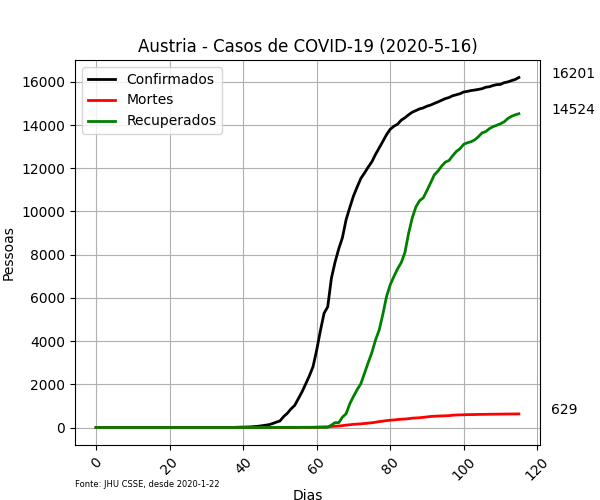 Austria - Casos de COVID-19 (2020-5-16)
Confirmados
Mortes
Recuperados
16201
14524
629
Pessoas
16000
14000
12000
10000
8000
6000
4000
2000
0
0 20 40 60 80 100 120
Fonte: JHU CSSE, desde 2020-1-22
Dias